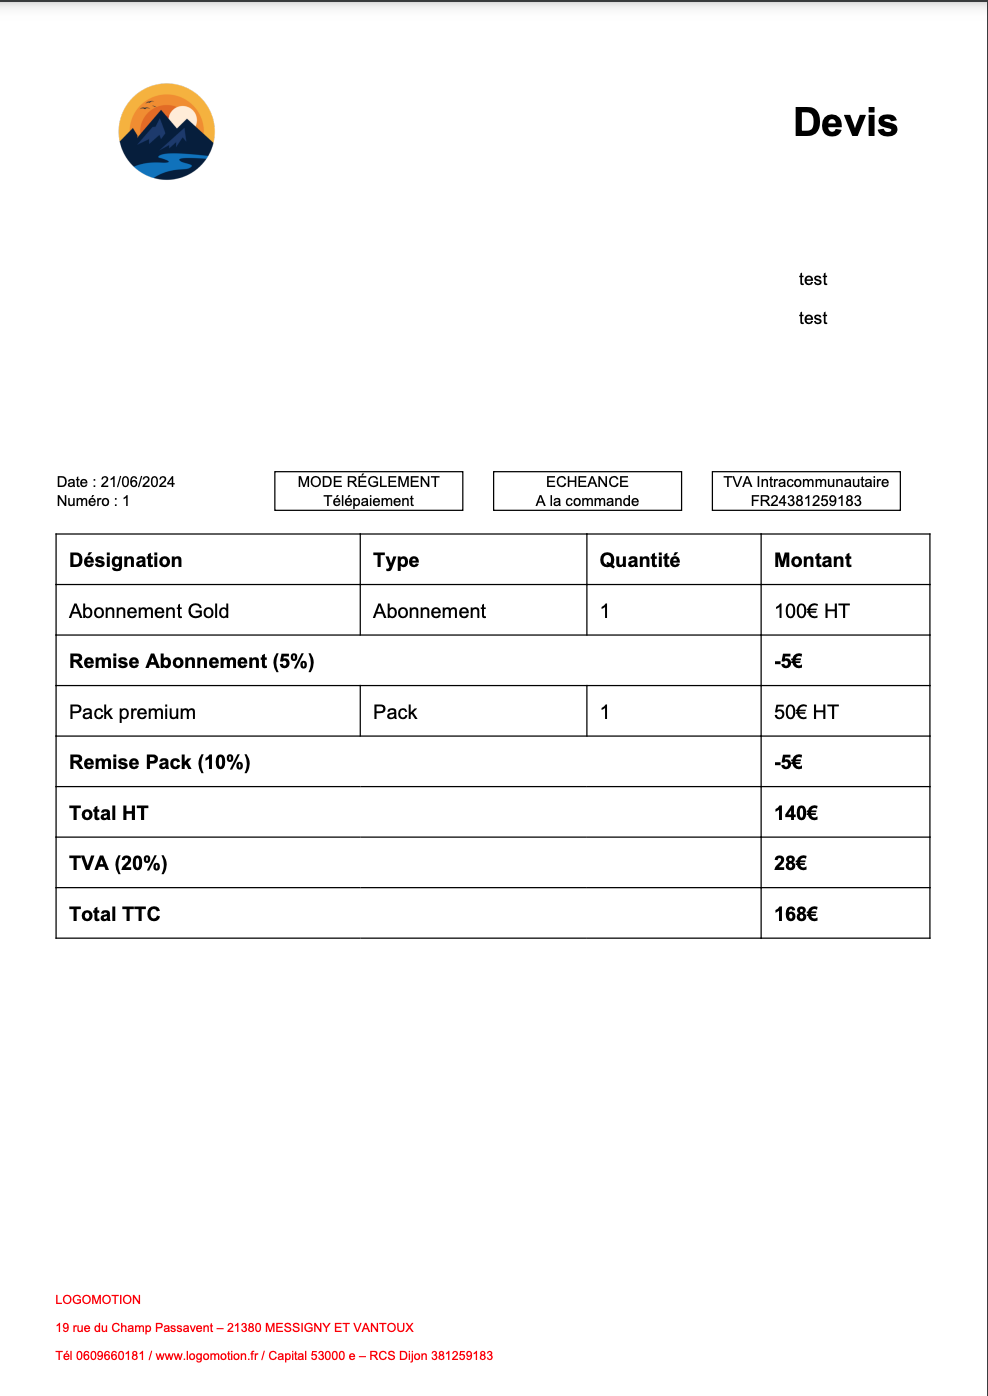 Devis
test
test
Date : 21/06/2024
Numéro : 1
MODE RÉGLEMENT
Télépaiement
ECHEANCE
A la commande
TVA Intracommunautaire
FR24381259183
Désignation Type Quantité Montant
Abonnement Gold Abonnement 1 100€ HT
Remise Abonnement (5%) -5€
Pack premium Pack 1 50€ HT
Remise Pack (10%) -5€
Total HT 140€
TVA (20%) 28€
Total TTC 168€
LOGOMOTION
19 rue du Champ Passavent – 21380 MESSIGNY ET VANTOUX
Tél 0609660181 / www.logomotion.fr / Capital 53000 e – RCS Dijon 381259183